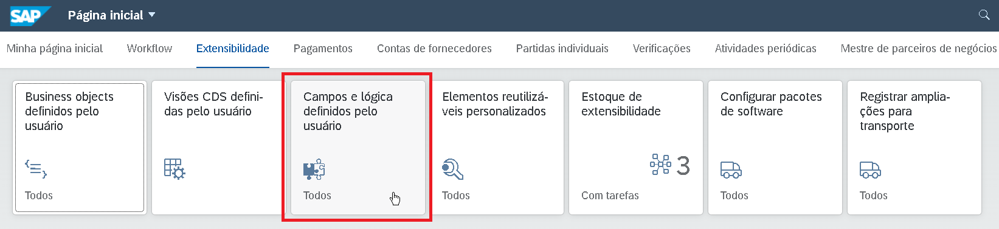 SAP
Página inicial
Minha página inicial
Workflow
Extensibilidade
Pagamentos
Contas de fornecedores
Partidas individuais
Verificações
Atividades periódicas
Mestre de parceiros de negócios
Business objects
definidos pelo
usuário
Todos
Visões CDS defini-
das pelo usuário
Campos e lógica
definidos pelo
usuário
Todos
Elementos reutilizá-
veis personalizados
Todos
Estoque de
extensibilidade
3
Com tarefas
Configurar pacotes
de software
Todos
Registrar amplia-
ções para
transporte
Todos